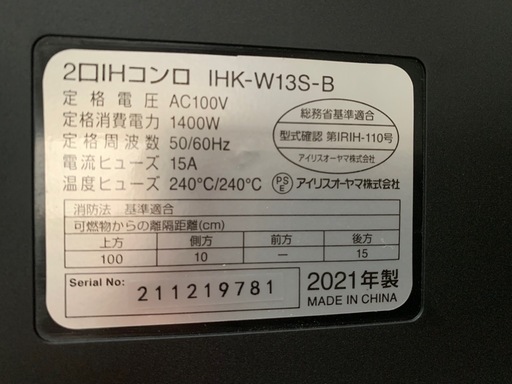 2口IHコンロ IHK-W13S-B
定格電圧 AC100V
定格消費電力 1400W
定格周波数 50/60Hz
電流ヒューズ 15A
温度ヒューズ 240℃/240℃
総務省基準適合
型式確認 第IRIH-110号
アイリスオーヤマ株式会社
PSE アイリスオーヤマ株式会社
消防法 基準適合
可燃物からの離隔距離(cm)
上方 側方 前方 後方
100 10 — 15
Serial No: 211219781
2021年製
MADE IN CHINA